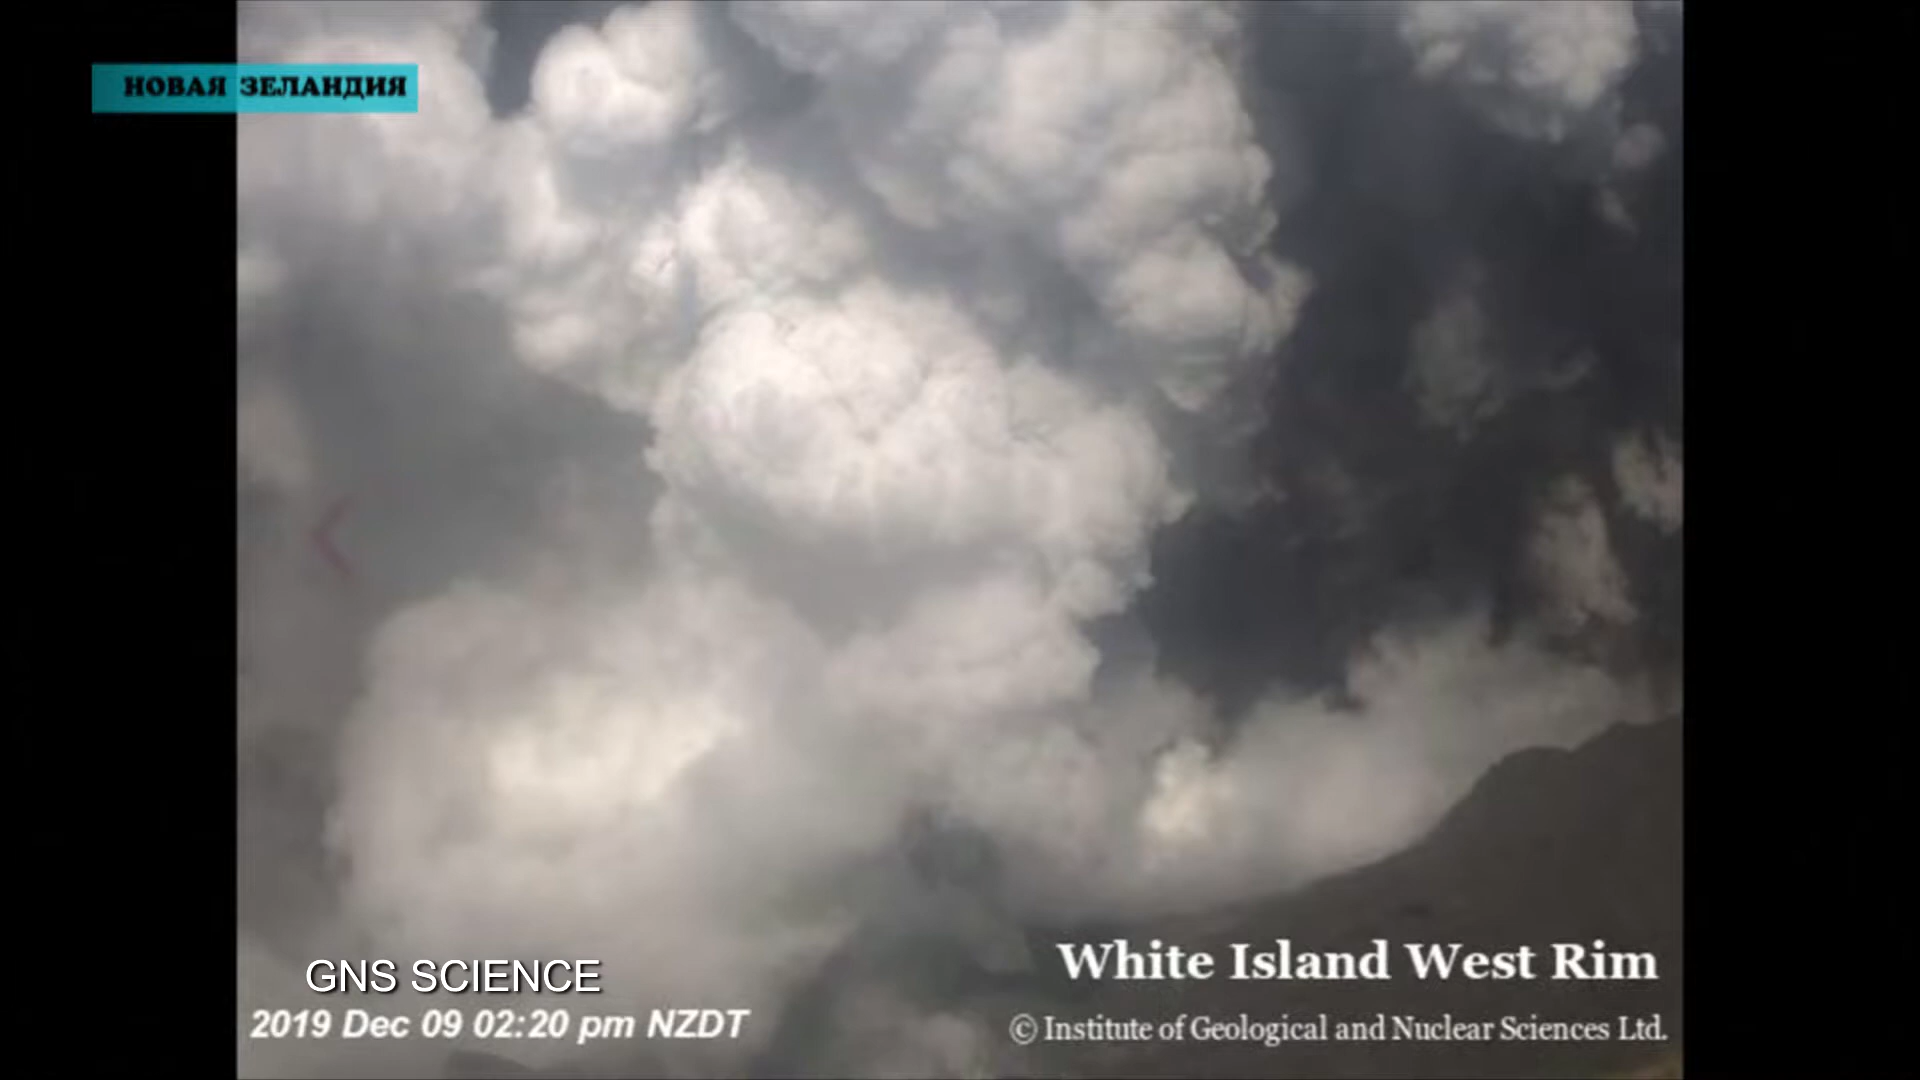 НОВАЯ ЗЕЛАНДИЯ
GNS SCIENCE
2019 Dec 09 02:20 pm NZDT
White Island West Rim
© Institute of Geological and Nuclear Sciences Ltd.